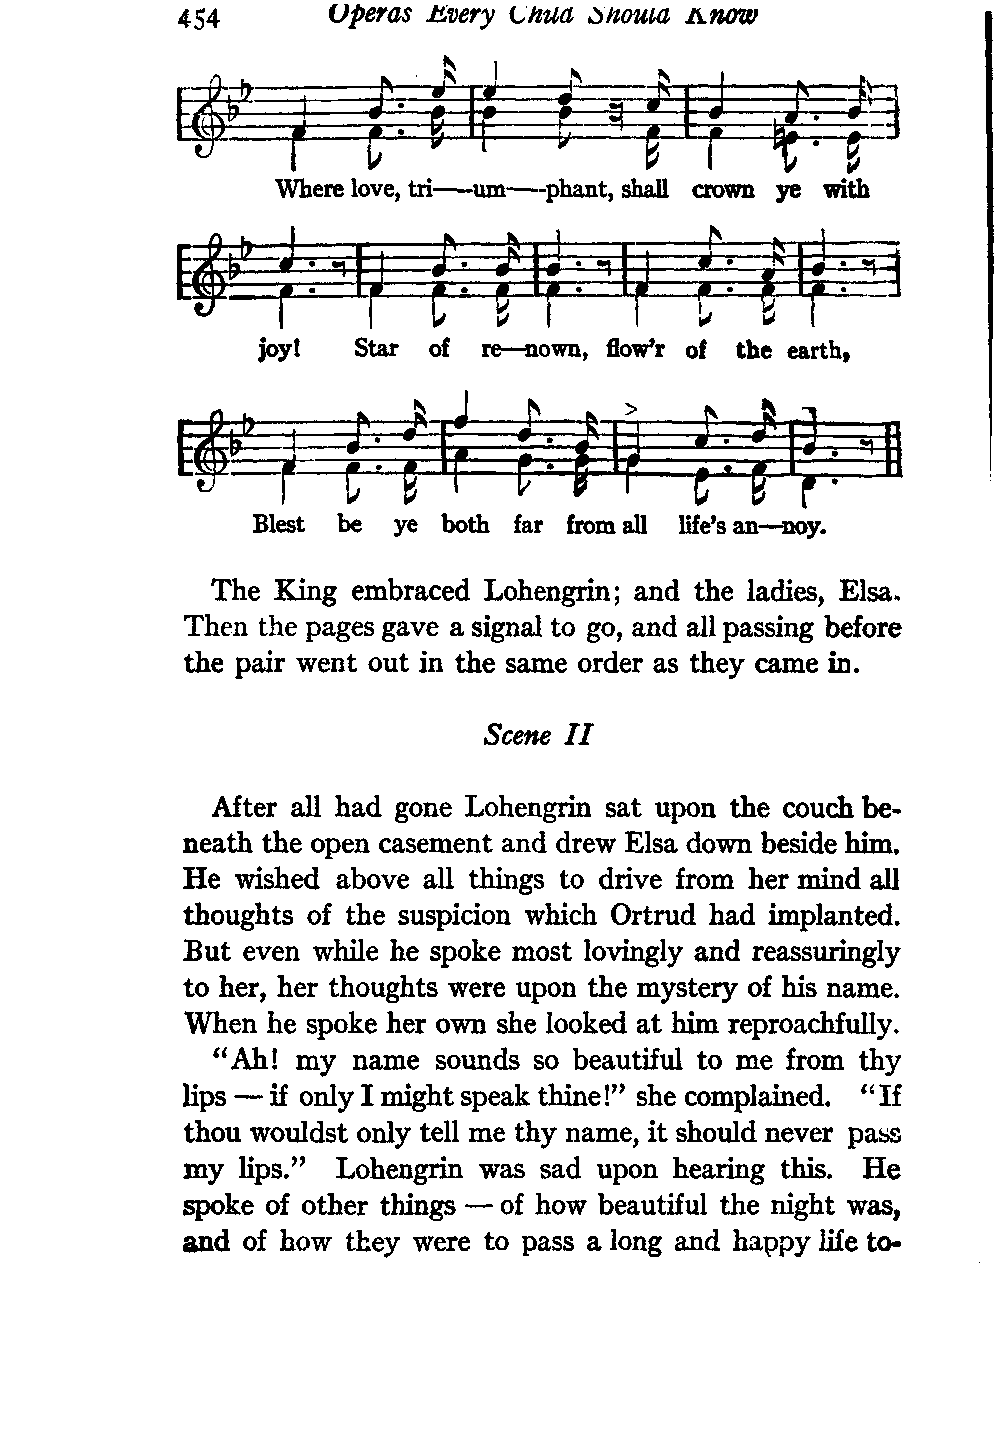 454 Operas Every Child Should Know
Where love, tri——um——phant, shall crown ye with
joy! Star of re—nown, flow'r of the earth,
Blest be ye both far from all life's an—noy.
The King embraced Lohengrin; and the ladies, Elsa.
Then the pages gave a signal to go, and all passing before
the pair went out in the same order as they came in.
Scene II
After all had gone Lohengrin sat upon the couch be-
neath the open casement and drew Elsa down beside him.
He wished above all things to drive from her mind all
thoughts of the suspicion which Ortrud had implanted.
But even while he spoke most lovingly and reassuringly
to her, her thoughts were upon the mystery of his name.
When he spoke her own she looked at him reproachfully.
"Ah! my name sounds so beautiful to me from thy
lips — if only I might speak thine!" she complained. "If
thou wouldst only tell me thy name, it should never pass
my lips." Lohengrin was sad upon hearing this. He
spoke of other things — of how beautiful the night was,
and of how they were to pass a long and happy life to-